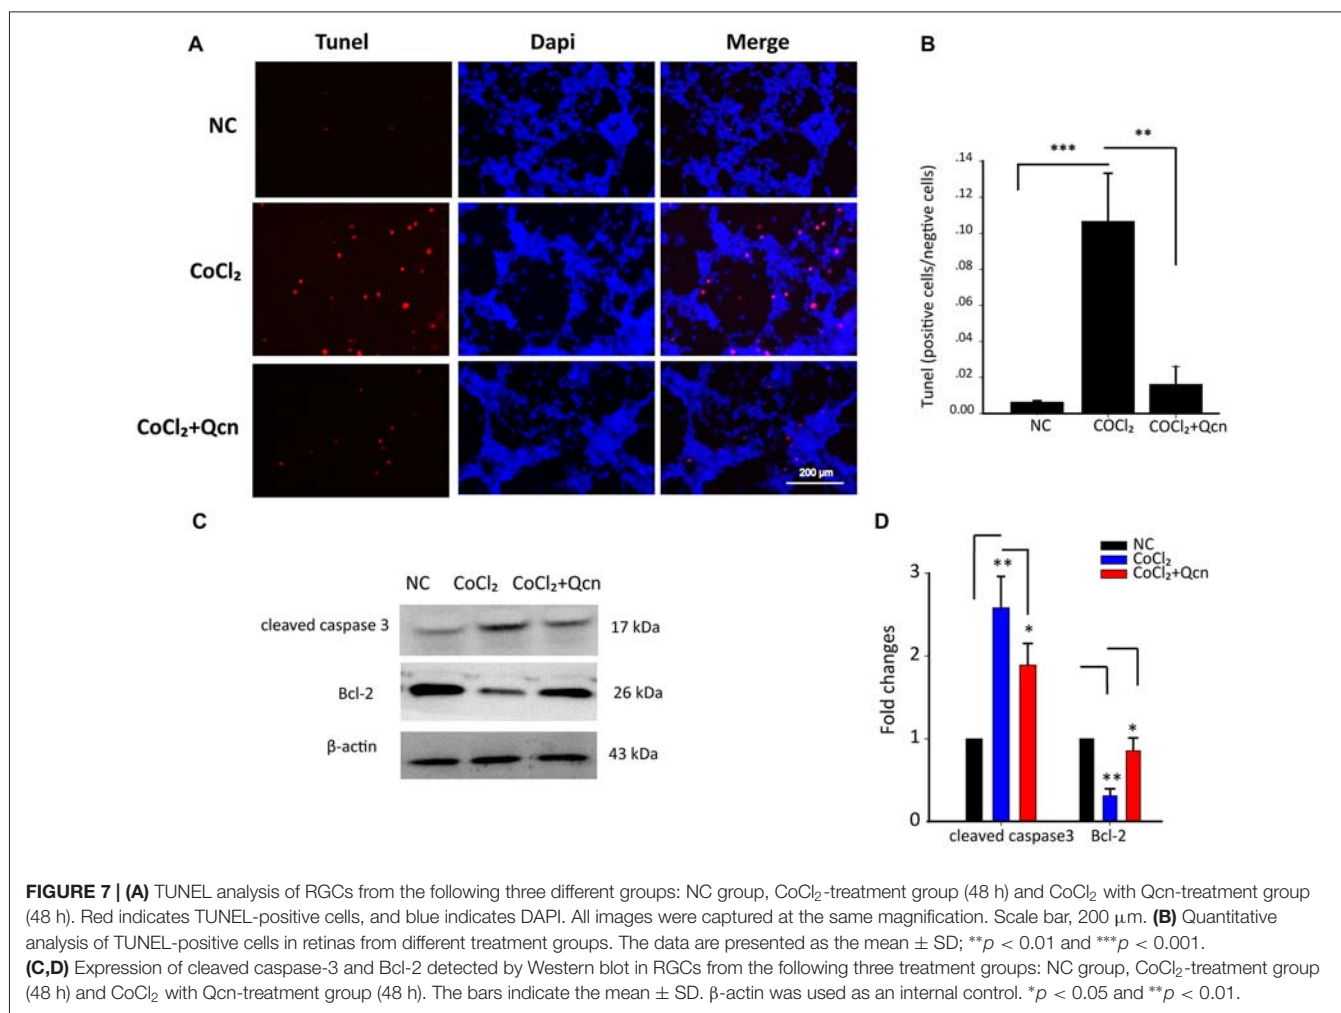 A
Tunel
Dapi
Merge
NC
CoCl₂
CoCl₂+Qcn
200 µm
B
Tunel (positive cells/negtive cells)
.14
.12
.10
.08
.06
.04
.02
0.00
***
**
NC
COCl₂
COCl₂+Qcn
C
NC CoCl₂ CoCl₂+Qcn
cleaved caspase 3
17 kDa
Bcl-2
26 kDa
β-actin
43 kDa
D
NC
CoCl₂
CoCl₂+Qcn
Fold changes
3
2
1
0
**
*
**
*
cleaved caspase3
Bcl-2
FIGURE 7 | (A) TUNEL analysis of RGCs from the following three different groups: NC group, CoCl₂-treatment group (48 h) and CoCl₂ with Qcn-treatment group
(48 h). Red indicates TUNEL-positive cells, and blue indicates DAPI. All images were captured at the same magnification. Scale bar, 200 µm. (B) Quantitative
analysis of TUNEL-positive cells in retinas from different treatment groups. The data are presented as the mean ± SD; **p < 0.01 and ***p < 0.001.
(C,D) Expression of cleaved caspase-3 and Bcl-2 detected by Western blot in RGCs from the following three treatment groups: NC group, CoCl₂-treatment group
(48 h) and CoCl₂ with Qcn-treatment group (48 h). The bars indicate the mean ± SD. β-actin was used as an internal control. *p < 0.05 and **p < 0.01.